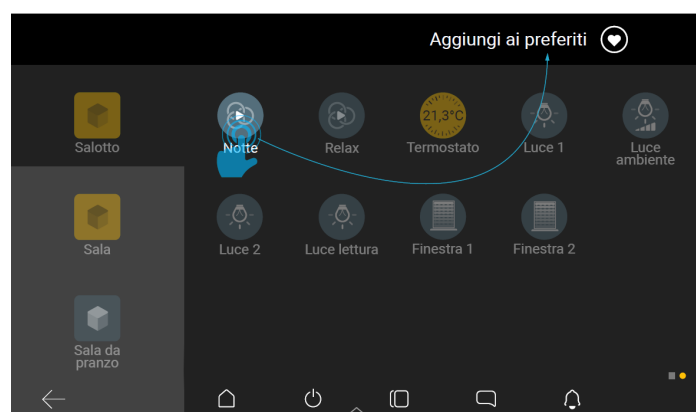 Aggiungi ai preferiti
Salotto
Notte
Relax
21,3°C
Termostato
Luce 1
Luce
ambiente
Sala
Luce 2
Luce lettura
Finestra 1
Finestra 2
Sala da
pranzo